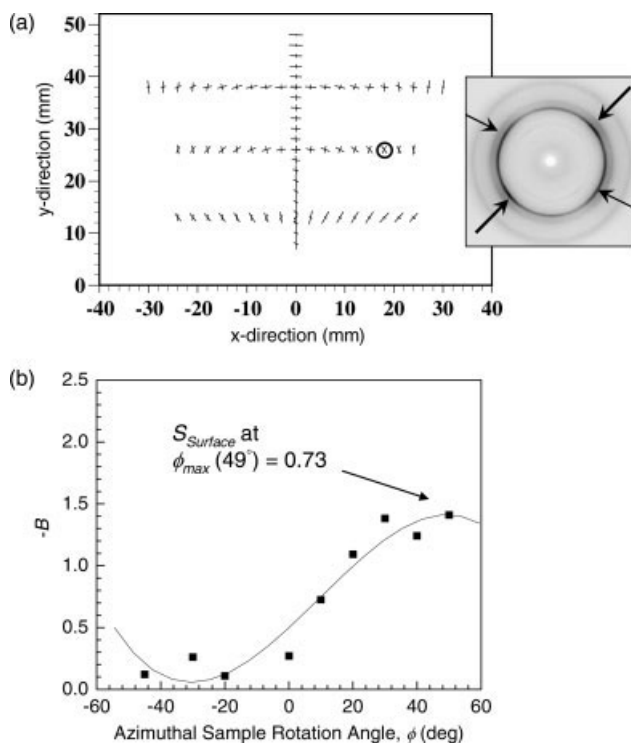 (a)
50
40
30
20
10
0
y-direction (mm)
-40 -30 -20 -10 0 10 20 30 40
x-direction (mm)
(b)
2.5
2.0
1.5
1.0
0.5
0.0
-B
S_Surface at
ϕ_max (49°) = 0.73
-60 -40 -20 0 20 40 60
Azimuthal Sample Rotation Angle, ϕ (deg)